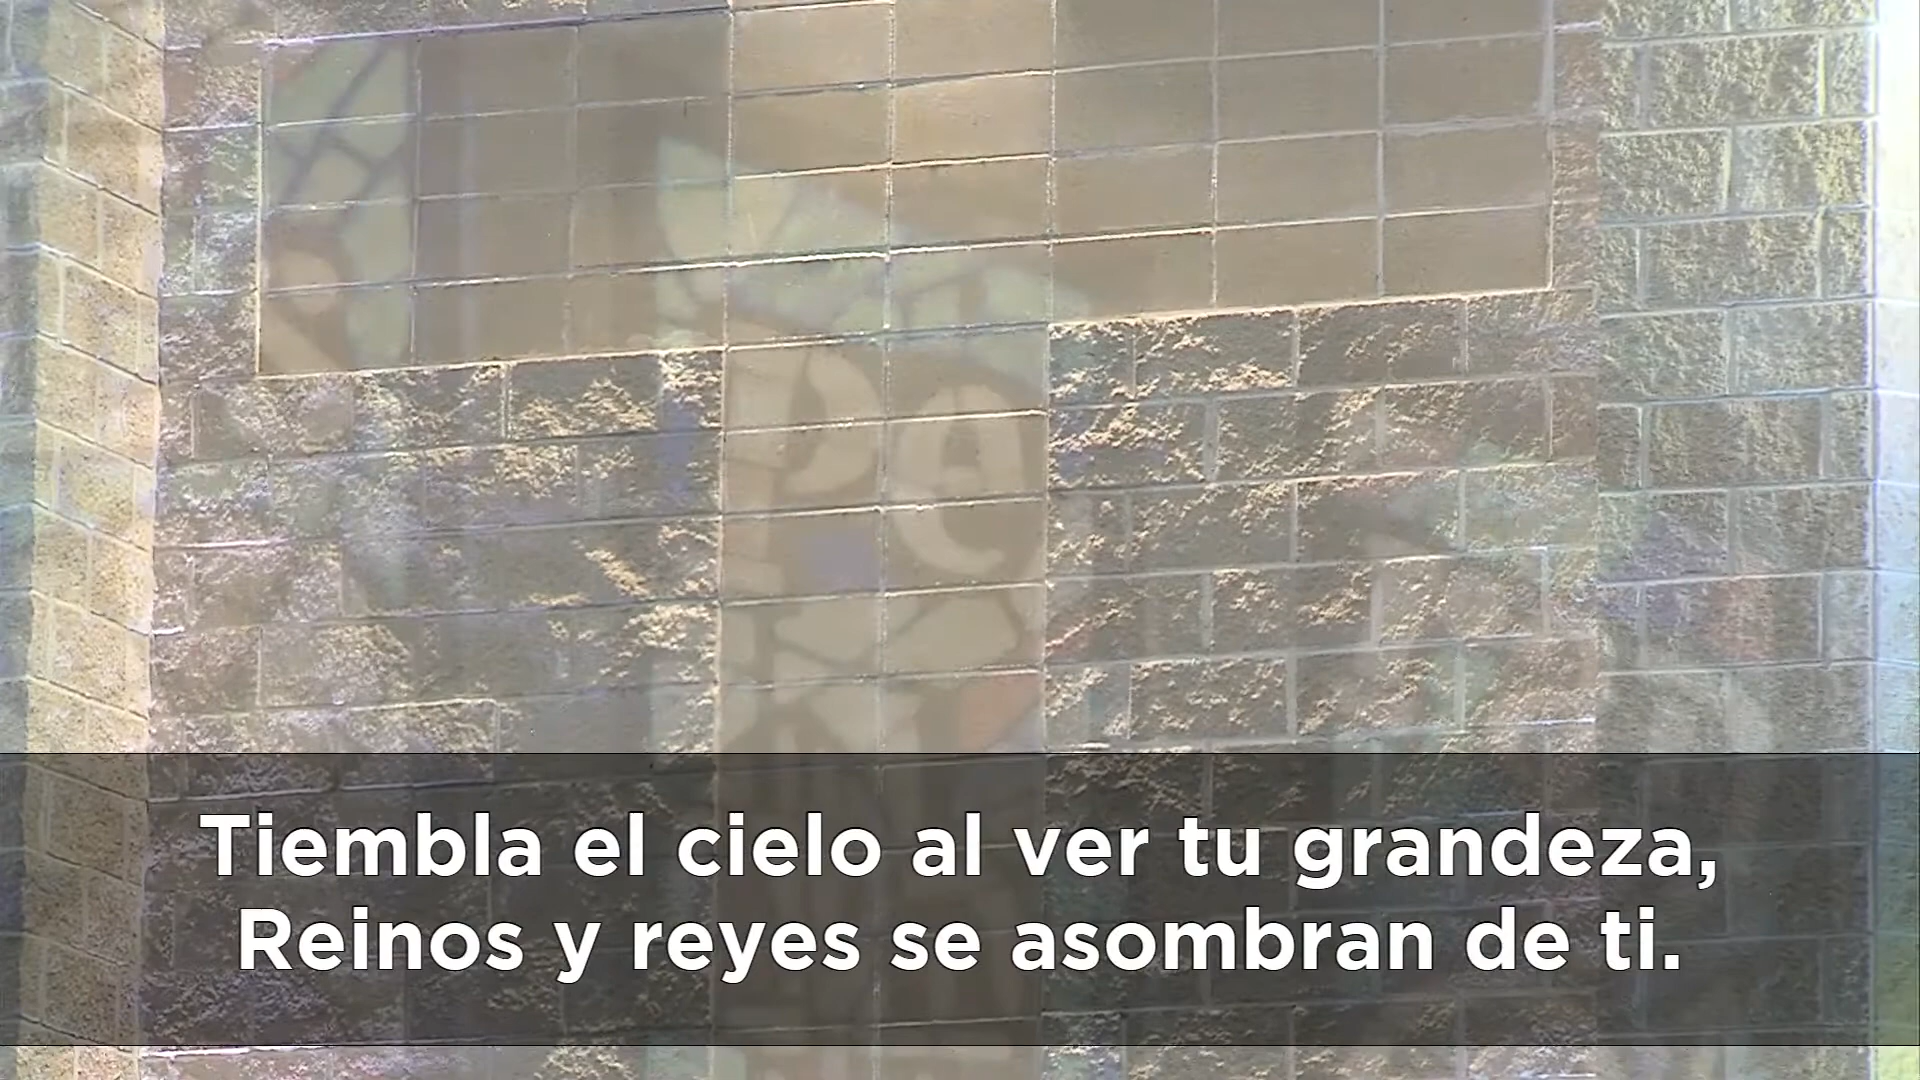 Tiembla el cielo al ver tu grandeza,
Reinos y reyes se asombran de ti.